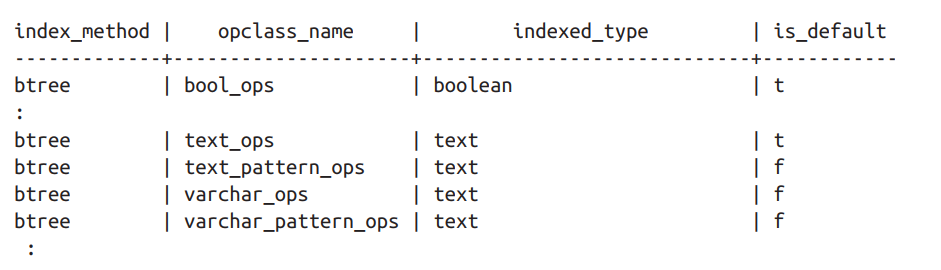 index_method |    opclass_name     |        indexed_type         | is_default
-------------+---------------------+-----------------------------+------------
btree        | bool_ops            | boolean                     | t
:
btree        | text_ops            | text                        | t
btree        | text_pattern_ops    | text                        | f
btree        | varchar_ops         | text                        | f
btree        | varchar_pattern_ops | text                        | f
 :